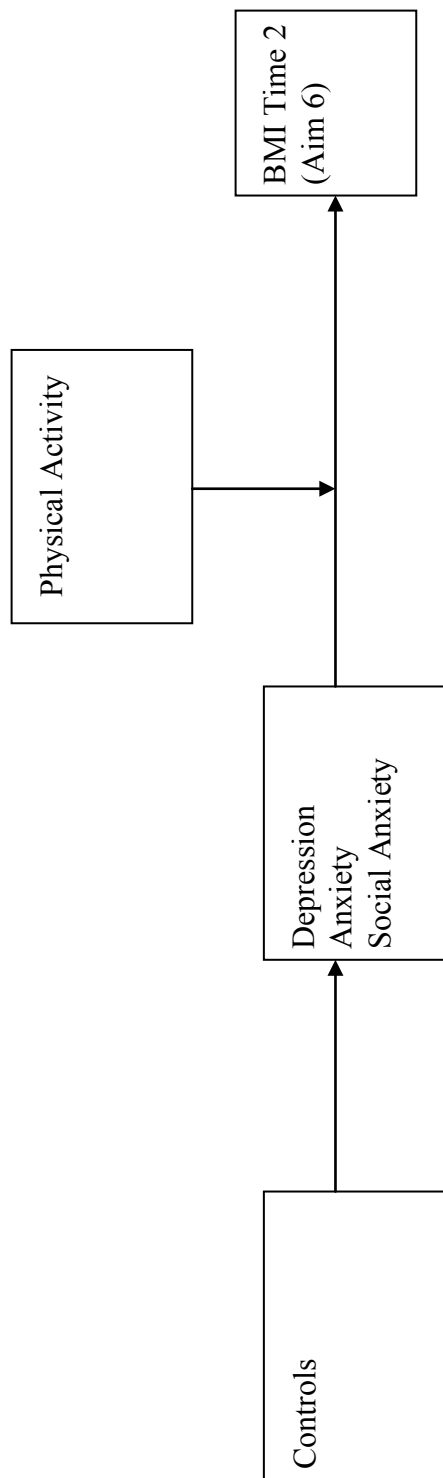 Controls
Depression
Anxiety
Social Anxiety
Physical Activity
BMI Time 2
(Aim 6)